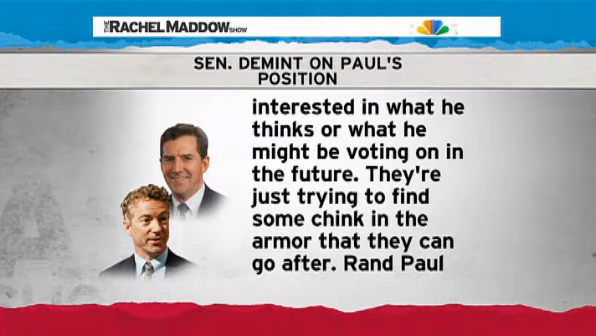 THE RACHEL MADDOW SHOW
SEN. DEMINT ON PAUL'S
POSITION
interested in what he
thinks or what he
might be voting on in
the future. They're
just trying to find
some chink in the
armor that they can
go after. Rand Paul